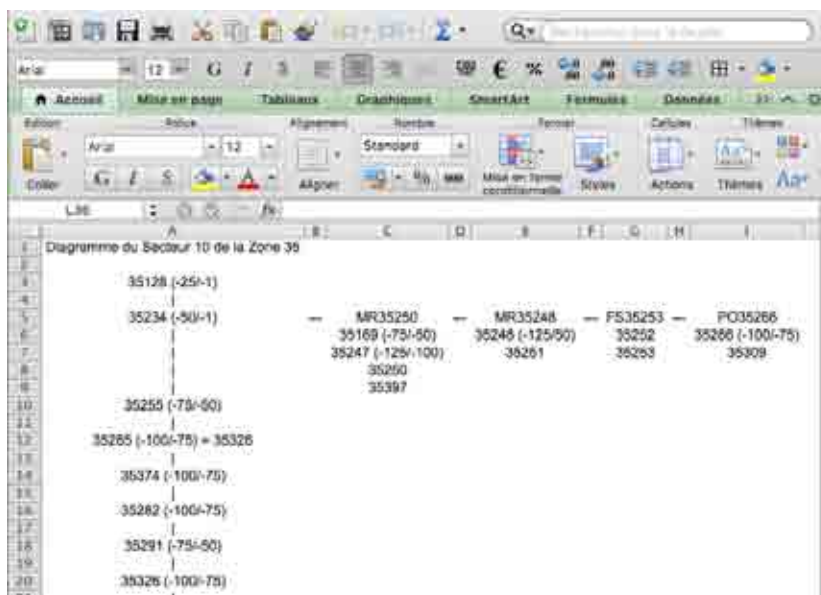 Arial 12 G I S € %
Accueil Mise en page Tableaux Graphiques SmartArt Formules Données
Edition Police Alignement Nombre Format Cellules Thèmes
Arial 12 Standard
Coller G I S A Aligner % Mise en forme Styles Actions Thèmes Aa
conditionnelle
L36 fx
A B C D E F G H I
1 Diagramme du Secteur 10 de la Zone 35
2
3 35128 (-25/-1)
4 |
5 35234 (-50/-1) — MR35250 — MR35248 — FS35253 — PO35266
6 | 35169 (-75/-50) 35248 (-125/50) 35252 35266 (-100/-75)
7 | 35247 (-125/-100) 35251 35253 35309
8 | 35250
9 | 35397
10 35255 (-75/-50)
11 |
12 35265 (-100/-75) = 35326
13 |
14 35374 (-100/-75)
15 |
16 35282 (-100/-75)
17 |
18 35291 (-75/-50)
19 |
20 35326 (-100/-75)